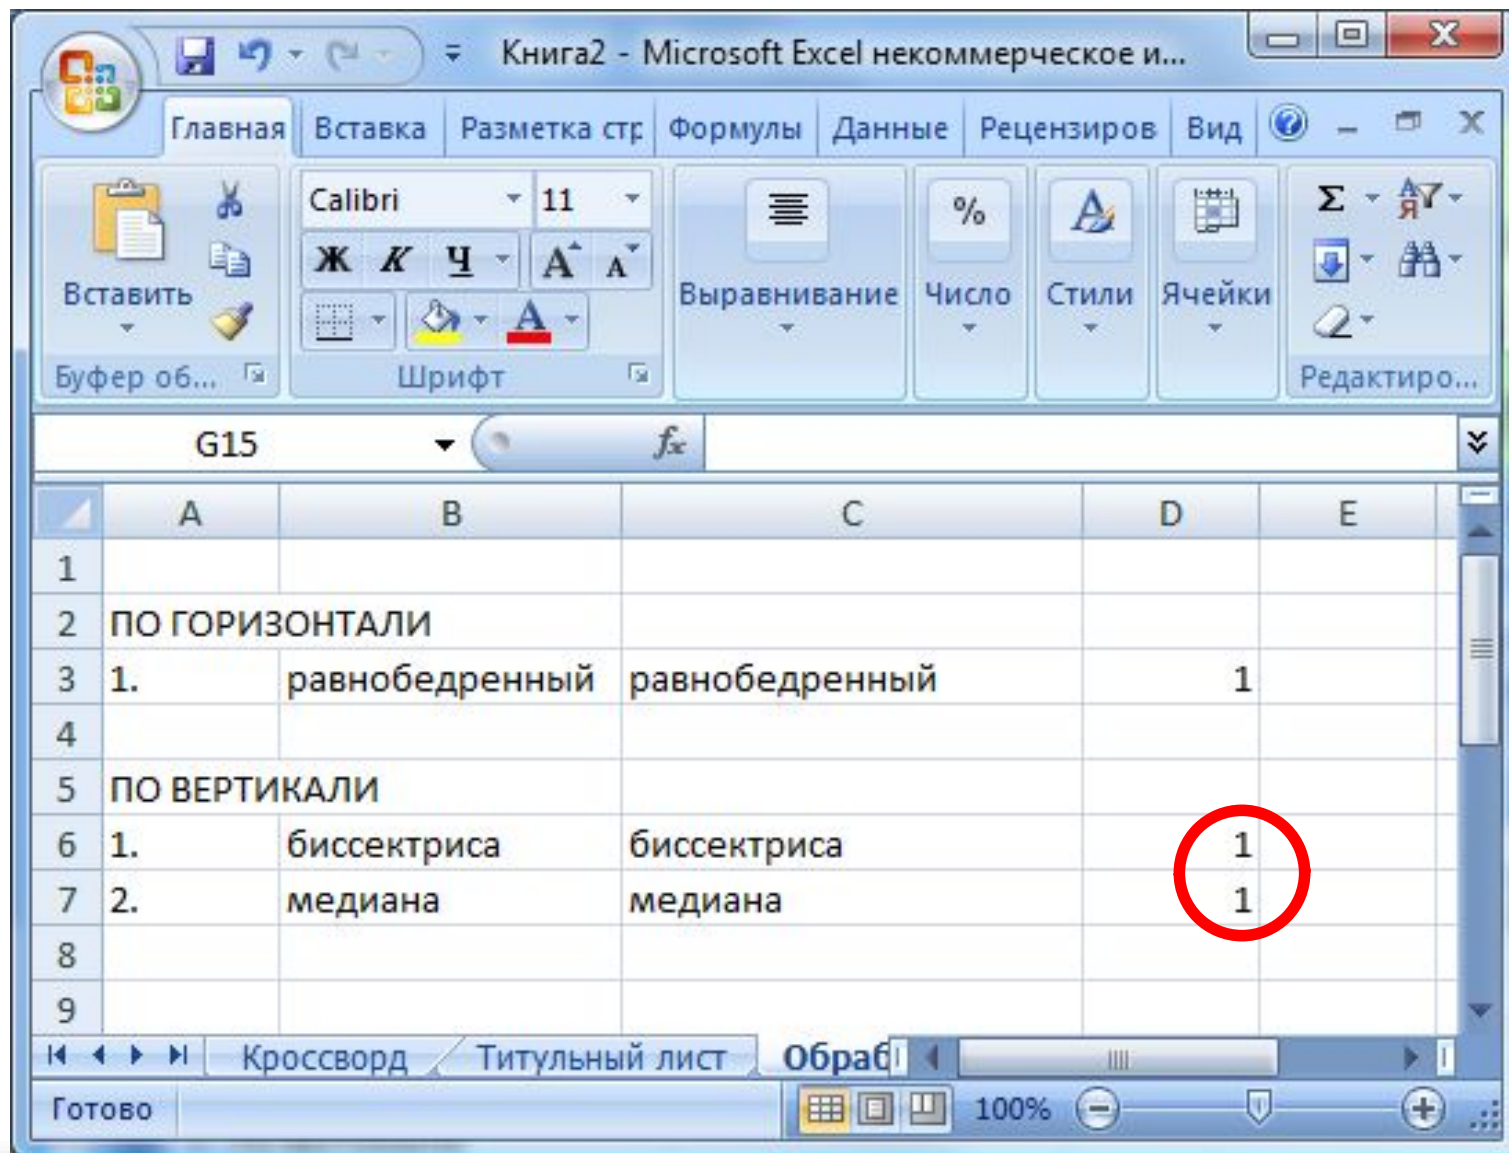 Книга2 - Microsoft Excel некоммерческое и...
Главная Вставка Разметка стр Формулы Данные Рецензиров Вид
Calibri 11
Ж К Ч А А
% Σ А Я
Вставить
Выравнивание Число Стили Ячейки
Буфер об... Шрифт Редактиро...
G15 fx
A B C D E
1
2 ПО ГОРИЗОНТАЛИ
3 1. равнобедренный равнобедренный 1
4
5 ПО ВЕРТИКАЛИ
6 1. биссектриса биссектриса 1
7 2. медиана медиана 1
8
9
Кроссворд Титульный лист Обраб
Готово 100%